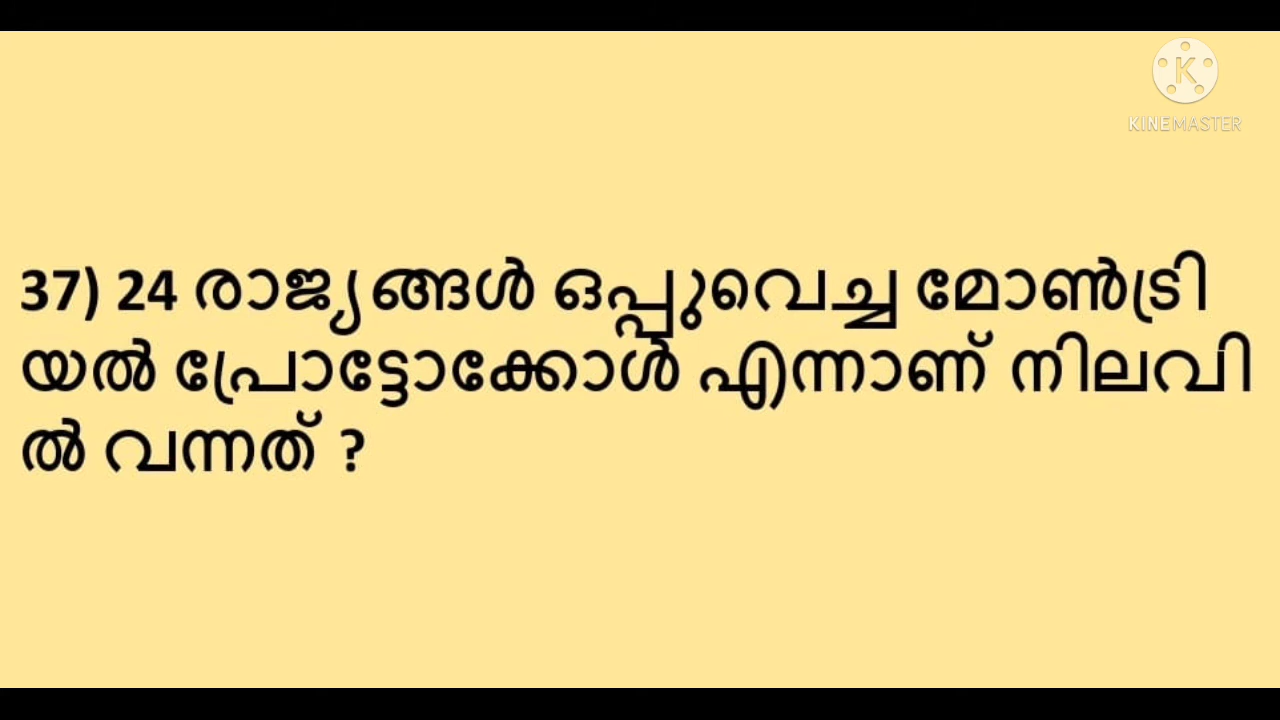 K
KINEMASTER
37) 24 രാജ്യങ്ങൾ ഒപ്പുവെച്ച മോൺട്രി
യൽ പ്രോട്ടോക്കോൾ എന്നാണ് നിലവി
ൽ വന്നത് ?